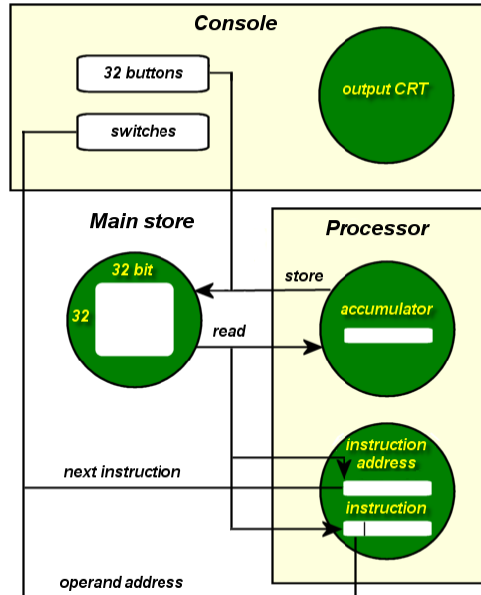 Console
32 buttons
output CRT
switches
Main store
Processor
32 bit
store
32
accumulator
read
instruction
address
next instruction
instruction
operand address